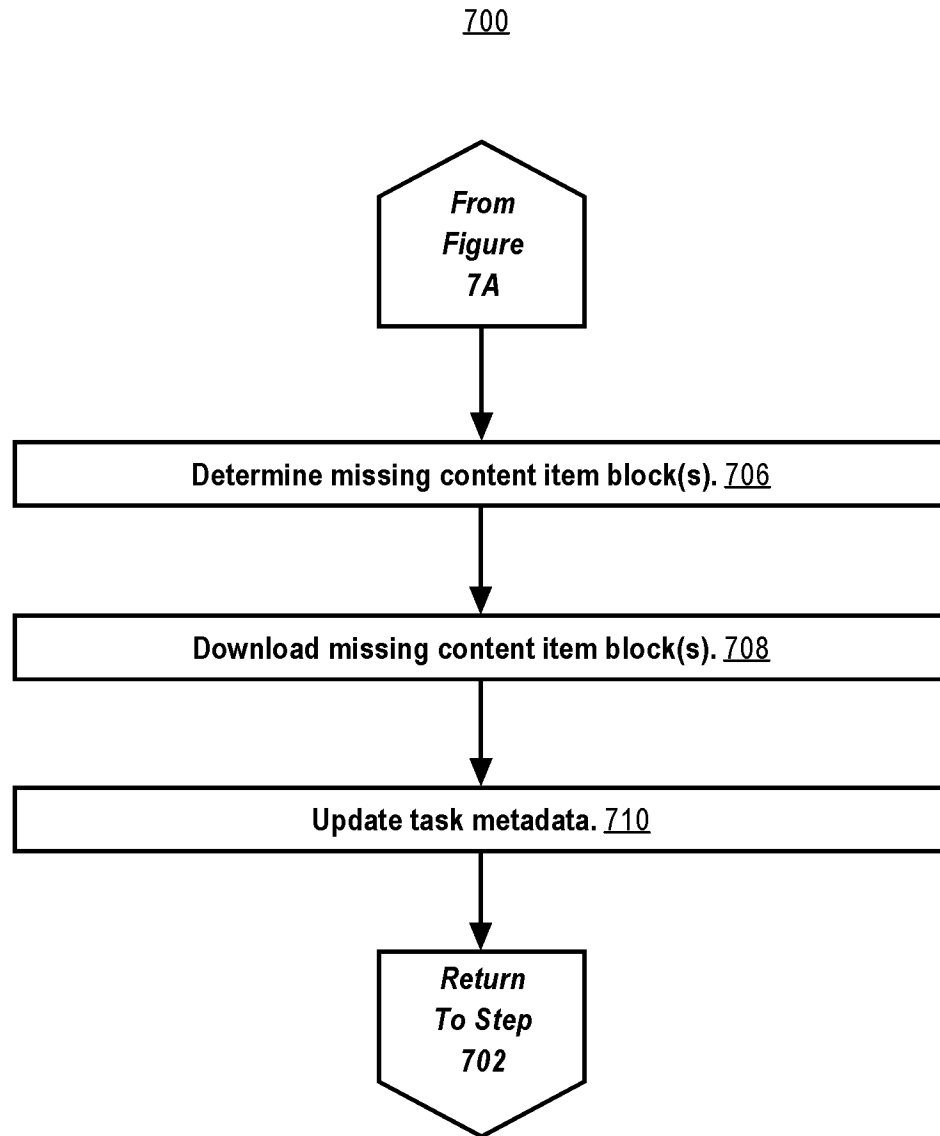 700
From
Figure
7A
Determine missing content item block(s). 706
Download missing content item block(s). 708
Update task metadata. 710
Return
To Step
702